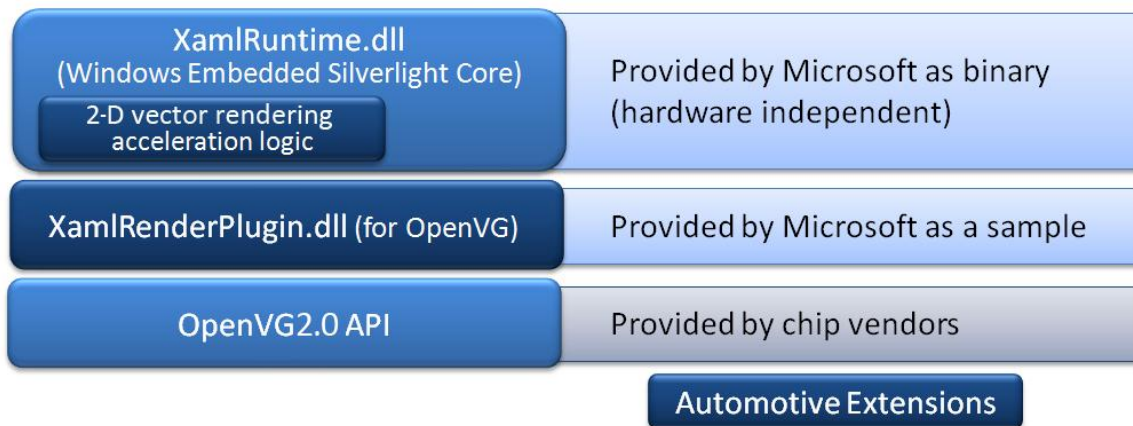 XamlRuntime.dll
(Windows Embedded Silverlight Core)
2-D vector rendering
acceleration logic
Provided by Microsoft as binary
(hardware independent)
XamlRenderPlugin.dll (for OpenVG)
Provided by Microsoft as a sample
OpenVG2.0 API
Provided by chip vendors
Automotive Extensions